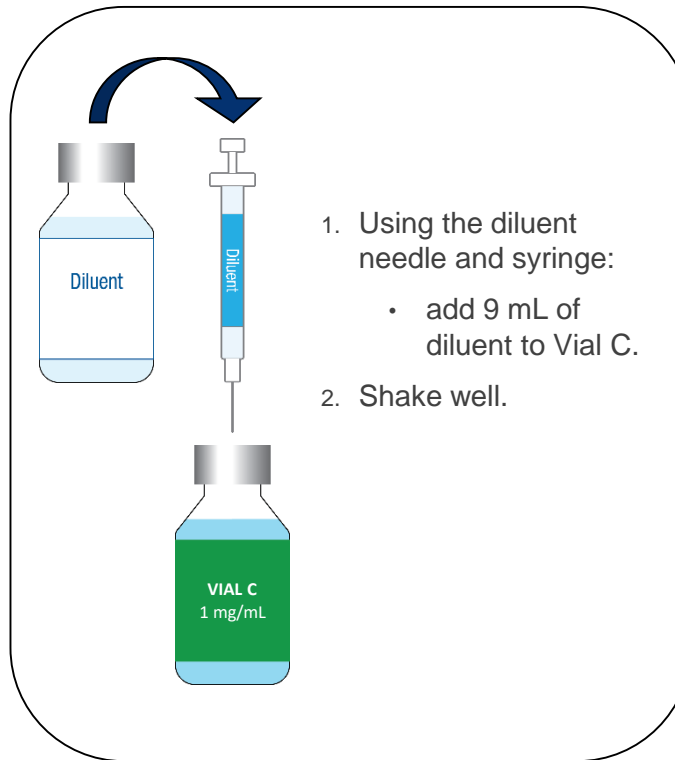 Diluent
Diluent
1. Using the diluent
needle and syringe:
• add 9 mL of
diluent to Vial C.
2. Shake well.
VIAL C
1 mg/mL